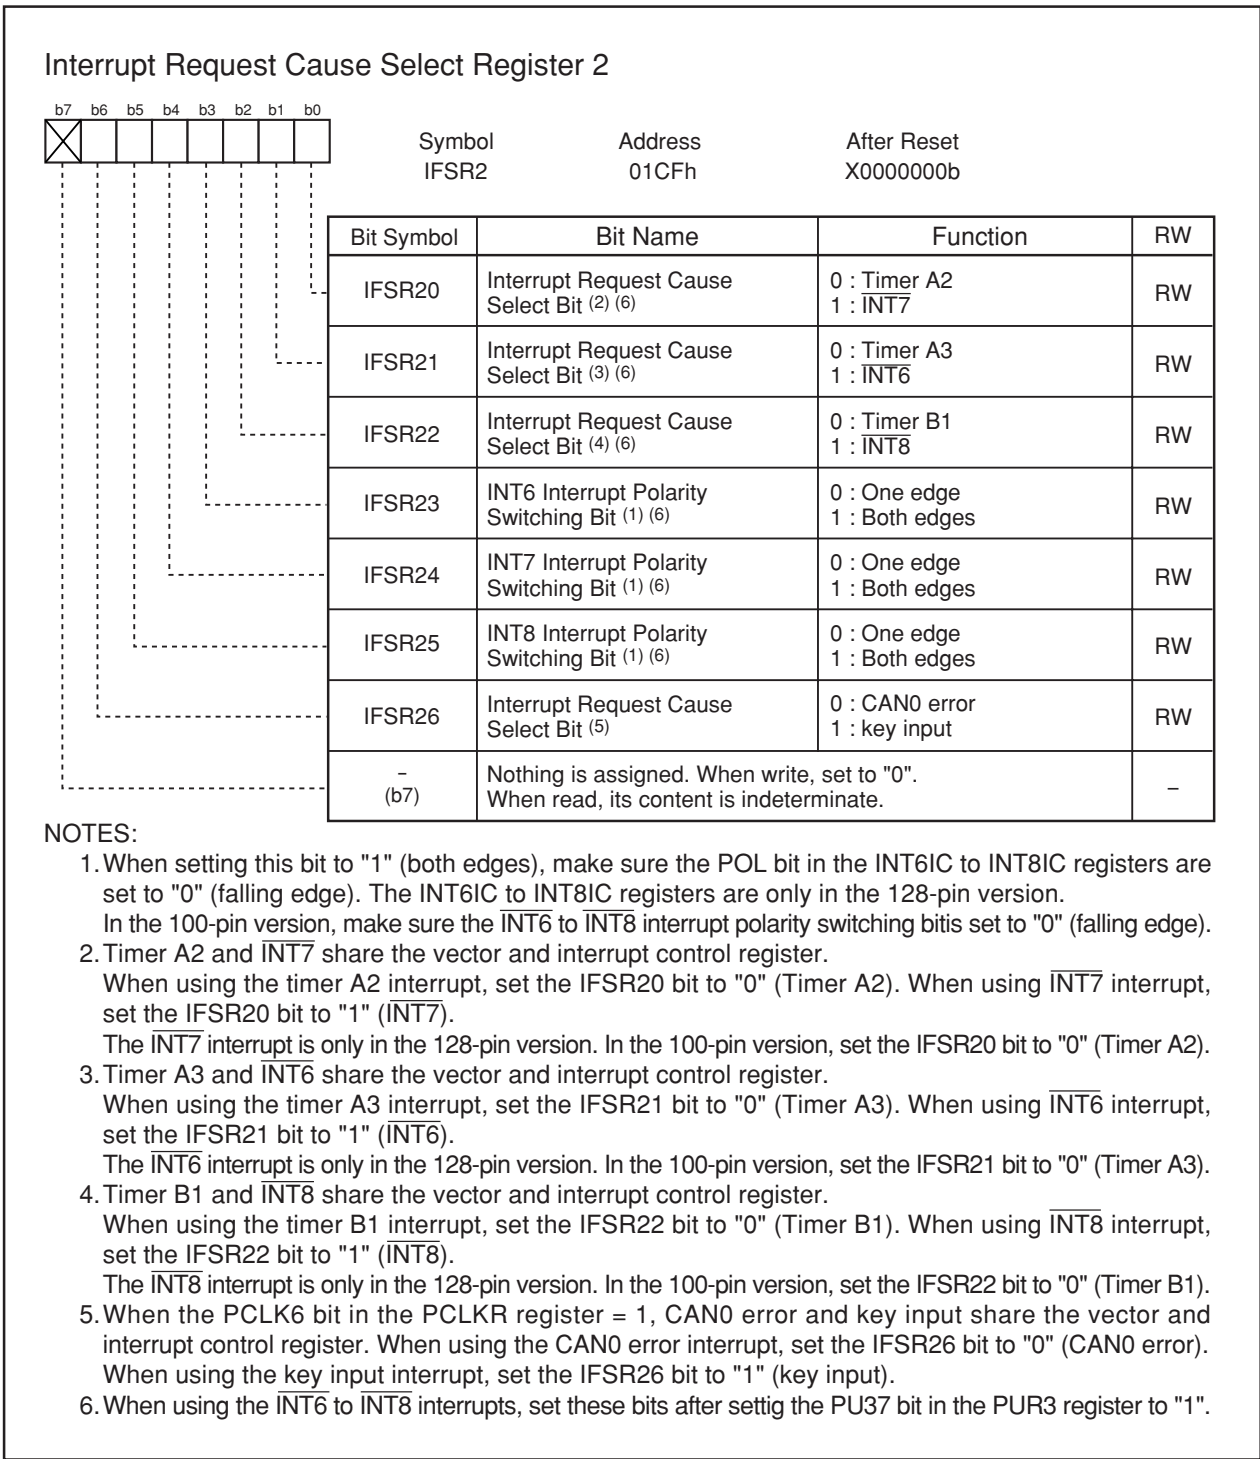 Interrupt Request Cause Select Register 2
b7 b6 b5 b4 b3 b2 b1 b0
Symbol Address After Reset
IFSR2 01CFh X0000000b
Bit Symbol Bit Name Function RW
IFSR20 Interrupt Request Cause Select Bit (2) (6) 0 : Timer A2 1 : INT7 RW
IFSR21 Interrupt Request Cause Select Bit (3) (6) 0 : Timer A3 1 : INT6 RW
IFSR22 Interrupt Request Cause Select Bit (4) (6) 0 : Timer B1 1 : INT8 RW
IFSR23 INT6 Interrupt Polarity Switching Bit (1) (6) 0 : One edge 1 : Both edges RW
IFSR24 INT7 Interrupt Polarity Switching Bit (1) (6) 0 : One edge 1 : Both edges RW
IFSR25 INT8 Interrupt Polarity Switching Bit (1) (6) 0 : One edge 1 : Both edges RW
IFSR26 Interrupt Request Cause Select Bit (5) 0 : CAN0 error 1 : key input RW
– (b7) Nothing is assigned. When write, set to "0". When read, its content is indeterminate. –
NOTES:
1. When setting this bit to "1" (both edges), make sure the POL bit in the INT6IC to INT8IC registers are
set to "0" (falling edge). The INT6IC to INT8IC registers are only in the 128-pin version.
In the 100-pin version, make sure the INT6 to INT8 interrupt polarity switching bitis set to "0" (falling edge).
2. Timer A2 and INT7 share the vector and interrupt control register.
When using the timer A2 interrupt, set the IFSR20 bit to "0" (Timer A2). When using INT7 interrupt,
set the IFSR20 bit to "1" (INT7).
The INT7 interrupt is only in the 128-pin version. In the 100-pin version, set the IFSR20 bit to "0" (Timer A2).
3. Timer A3 and INT6 share the vector and interrupt control register.
When using the timer A3 interrupt, set the IFSR21 bit to "0" (Timer A3). When using INT6 interrupt,
set the IFSR21 bit to "1" (INT6).
The INT6 interrupt is only in the 128-pin version. In the 100-pin version, set the IFSR21 bit to "0" (Timer A3).
4. Timer B1 and INT8 share the vector and interrupt control register.
When using the timer B1 interrupt, set the IFSR22 bit to "0" (Timer B1). When using INT8 interrupt,
set the IFSR22 bit to "1" (INT8).
The INT8 interrupt is only in the 128-pin version. In the 100-pin version, set the IFSR22 bit to "0" (Timer B1).
5. When the PCLK6 bit in the PCLKR register = 1, CAN0 error and key input share the vector and
interrupt control register. When using the CAN0 error interrupt, set the IFSR26 bit to "0" (CAN0 error).
When using the key input interrupt, set the IFSR26 bit to "1" (key input).
6. When using the INT6 to INT8 interrupts, set these bits after settig the PU37 bit in the PUR3 register to "1".